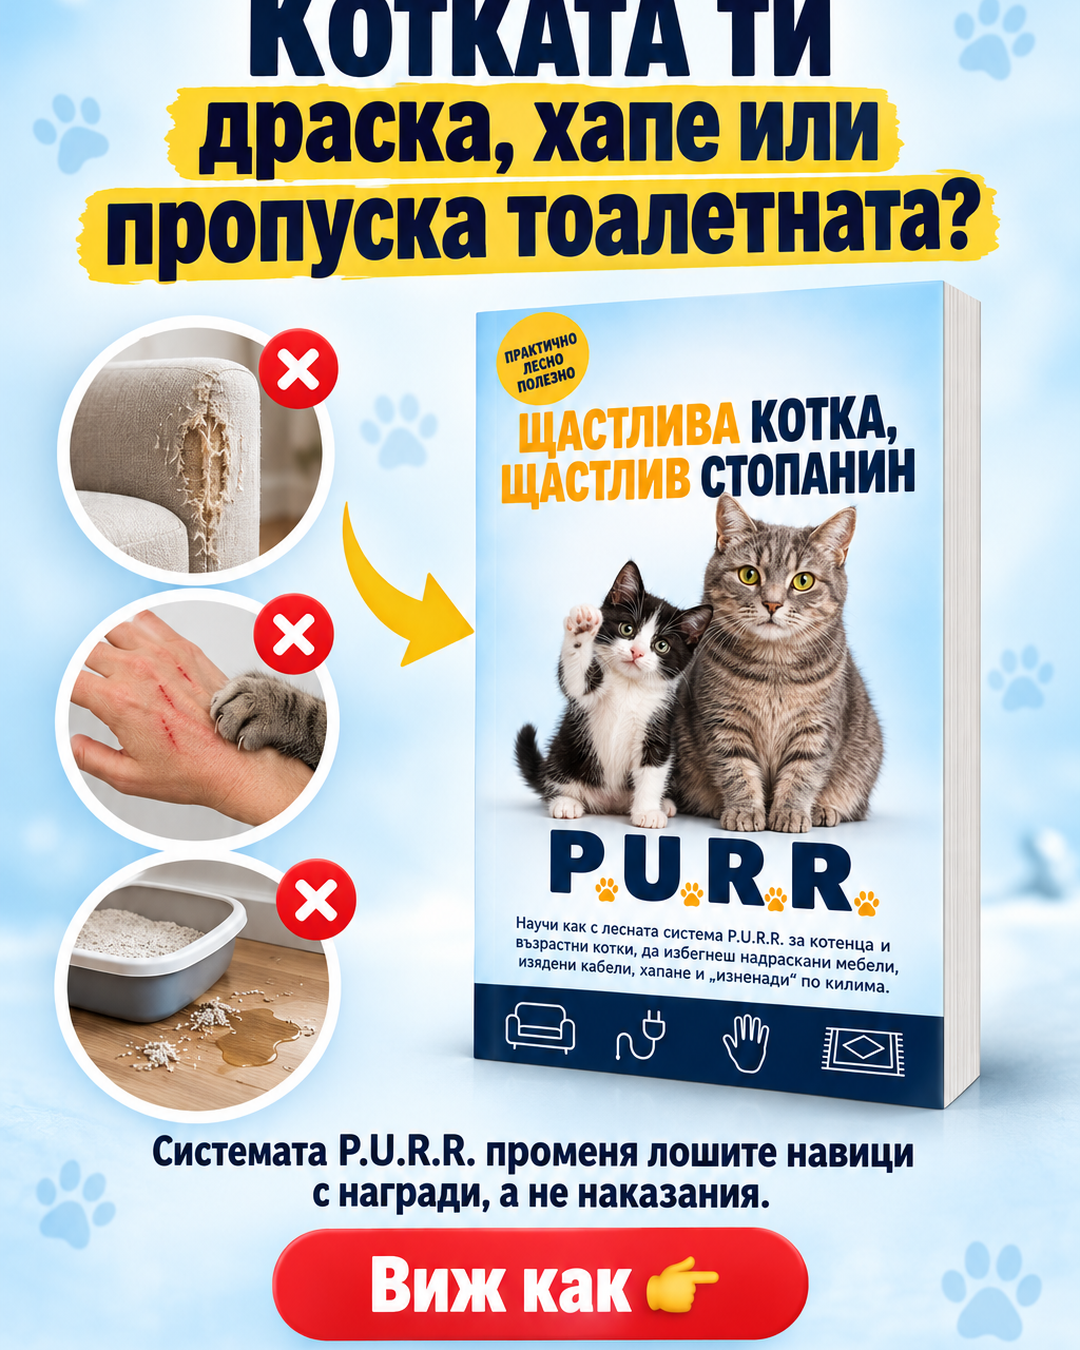 Котката ти
драска, хапе или
пропуска тоалетната?
ПРАКТИЧНО
ЛЕСНО
ПОЛЕЗНО
ЩАСТЛИВА КОТКА,
ЩАСТЛИВ СТОПАНИН
P.U.R.R.
Научи как с лесната система P.U.R.R. за котенца и
възрастни котки, да избегнеш надраскани мебели,
изядени кабели, хапане и „изненади“ по килима.
Системата P.U.R.R. променя лошите навици
с награди, а не наказания.
Виж как